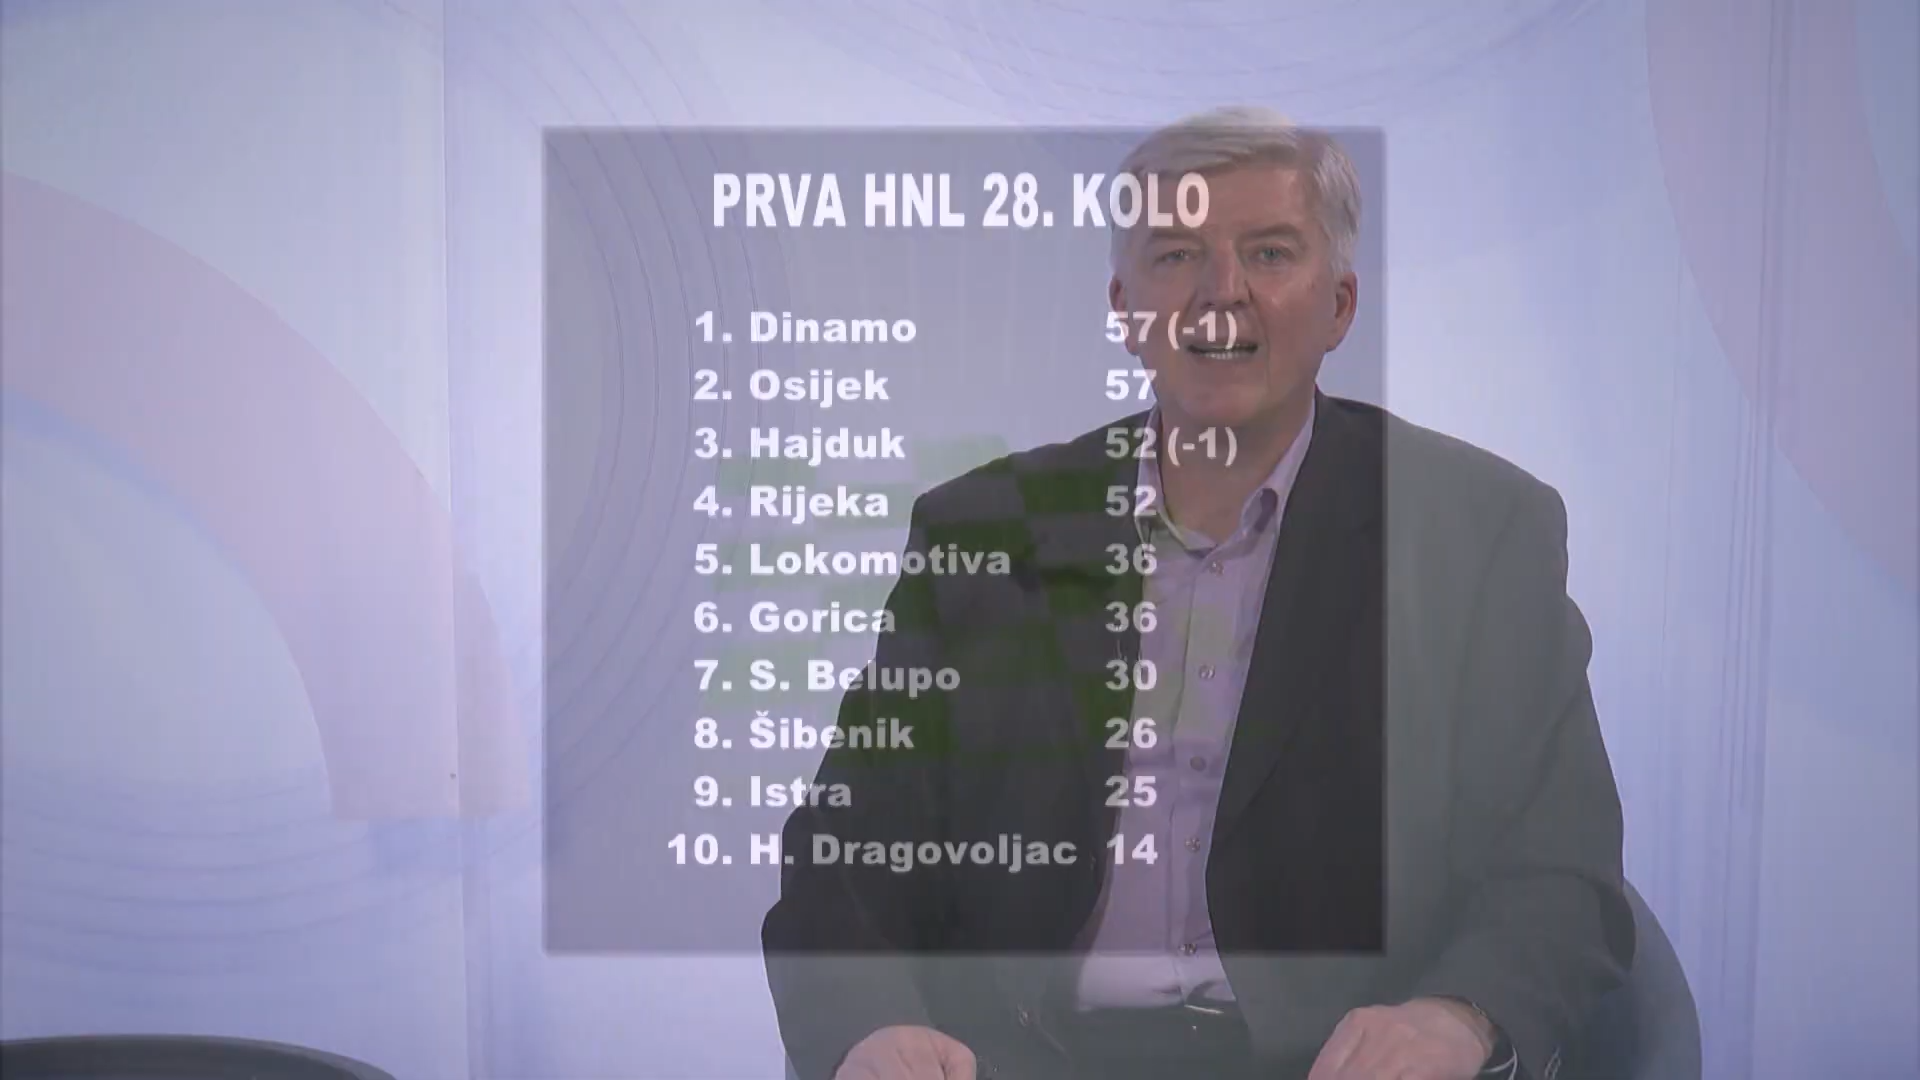 PRVA HNL 28. KOLO
1. Dinamo 57 (-1)
2. Osijek 57
3. Hajduk 52 (-1)
4. Rijeka 52
5. Lokomotiva 36
6. Gorica 36
7. S. Belupo 30
8. Šibenik 26
9. Istra 25
10. H. Dragovoljac 14